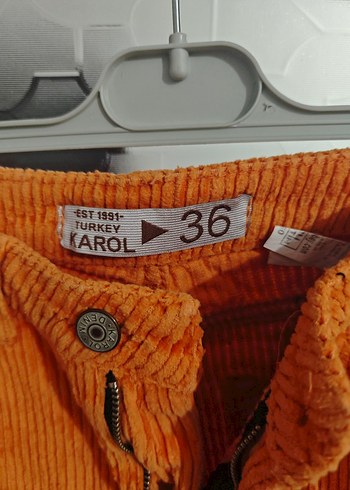 -EST 1991-
TURKEY
KAROL ▶ 36